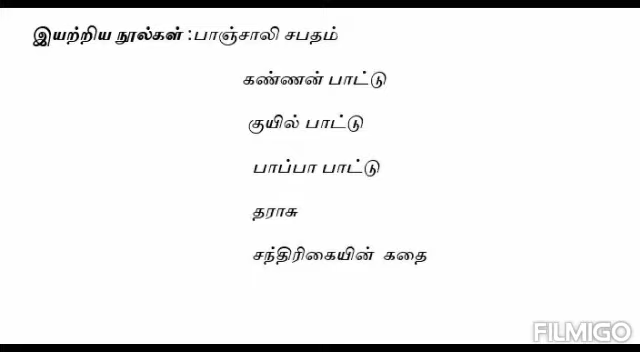 இயற்றிய நூல்கள் : பாஞ்சாலி சபதம்
கண்ணன் பாட்டு
குயில் பாட்டு
பாப்பா பாட்டு
தராசு
சந்திரிகையின் கதை
FILMIGO